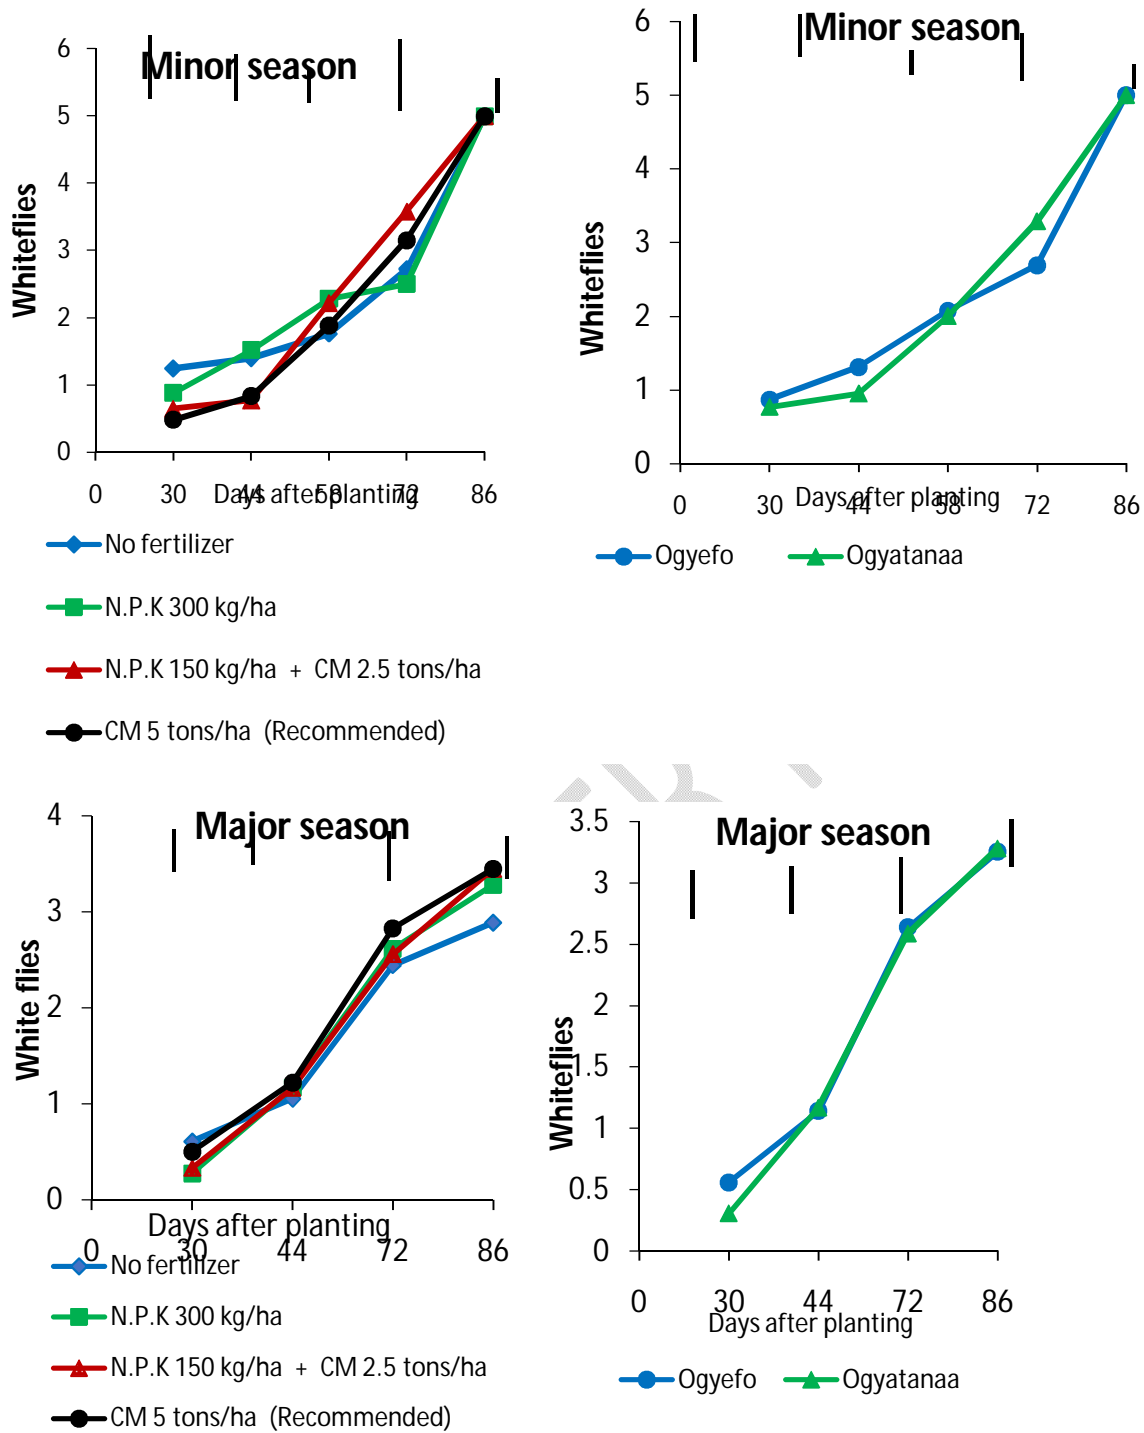 Minor season
6
5
4
3
2
1
0
Whiteflies
0 30 44 58 72 86
Days after planting
No fertilizer
N.P.K 300 kg/ha
N.P.K 150 kg/ha + CM 2.5 tons/ha
CM 5 tons/ha (Recommended)
Minor season
6
5
4
3
2
1
0
Whiteflies
0 30 44 58 72 86
Days after planting
Ogyefo Ogyatanaa
Major season
4
3
2
1
0
White flies
Days after planting
0 30 44 72 86
No fertilizer
N.P.K 300 kg/ha
N.P.K 150 kg/ha + CM 2.5 tons/ha
CM 5 tons/ha (Recommended)
Major season
3.5
3
2.5
2
1.5
1
0.5
0
Whiteflies
0 30 44 72 86
Days after planting
Ogyefo Ogyatanaa